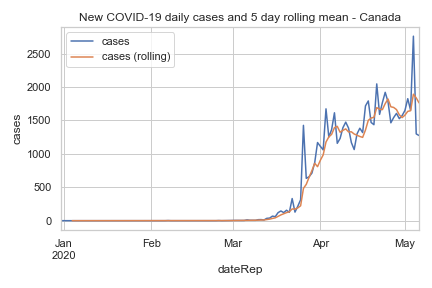 New COVID-19 daily cases and 5 day rolling mean - Canada
cases
cases (rolling)
2500
2000
1500
1000
500
0
cases
Jan
2020
Feb
Mar
Apr
May
dateRep